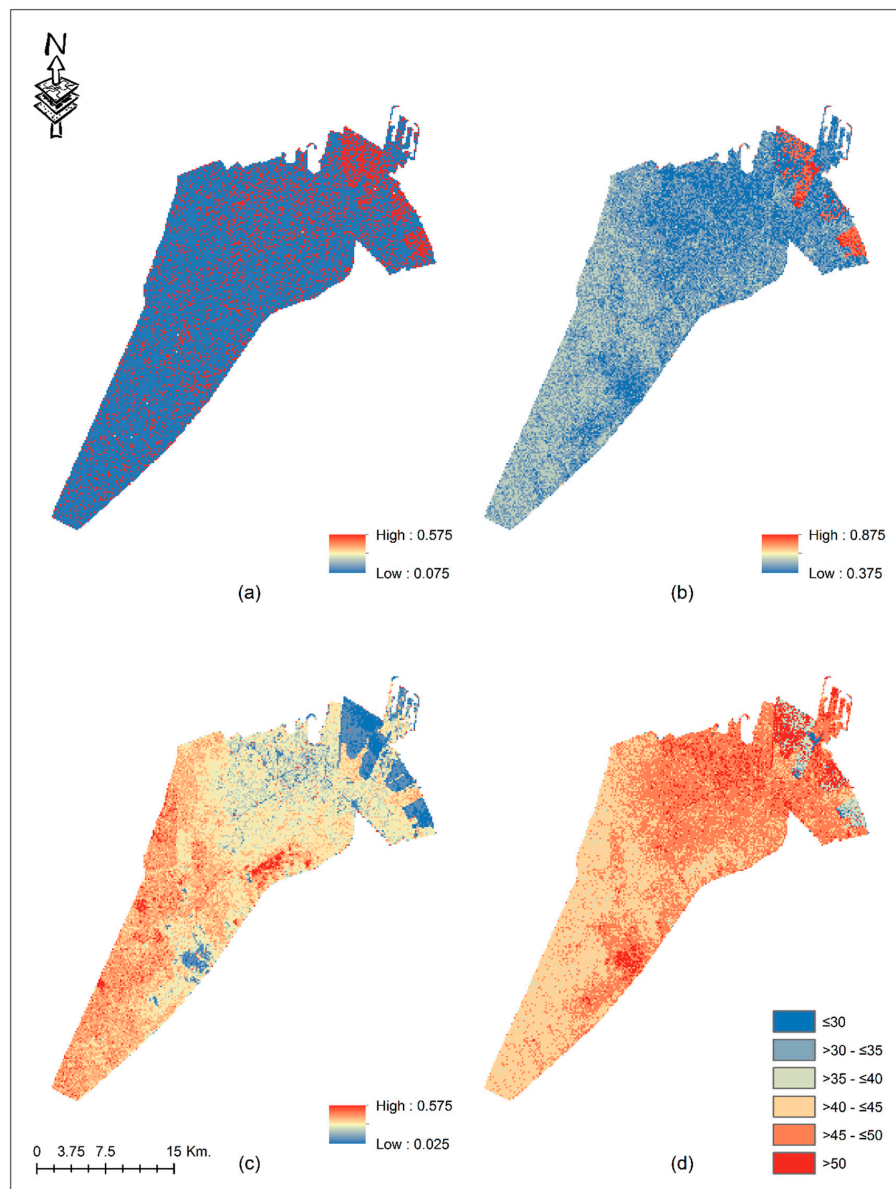 N
High : 0.575
Low : 0.075
(a)
High : 0.875
Low : 0.375
(b)
High : 0.575
Low : 0.025
0 3.75 7.5 15 Km.
(c)
≤30
>30 - ≤35
>35 - ≤40
>40 - ≤45
>45 - ≤50
>50
(d)